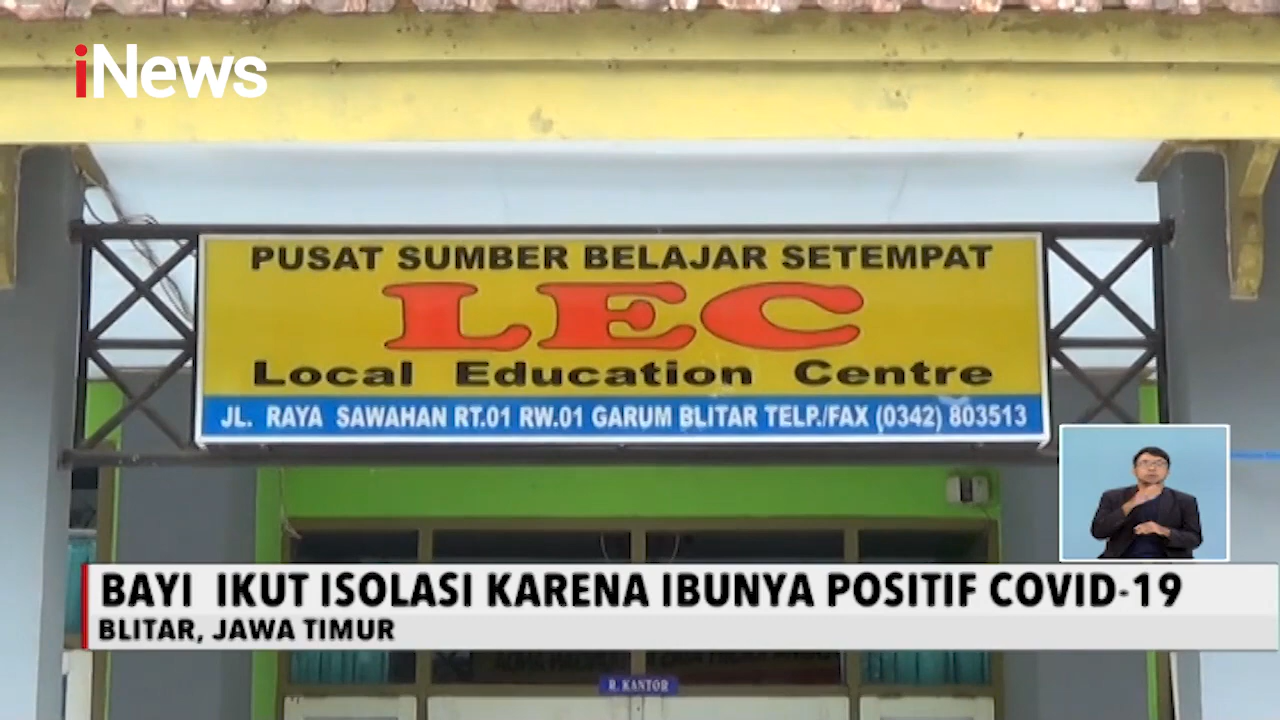 iNews
PUSAT SUMBER BELAJAR SETEMPAT
LEC
Local Education Centre
JL. RAYA SAWAHAN RT.01 RW.01 GARUM BLITAR TELP./FAX (0342) 803513
BAYI IKUT ISOLASI KARENA IBUNYA POSITIF COVID-19
BLITAR, JAWA TIMUR
R. KANTOR